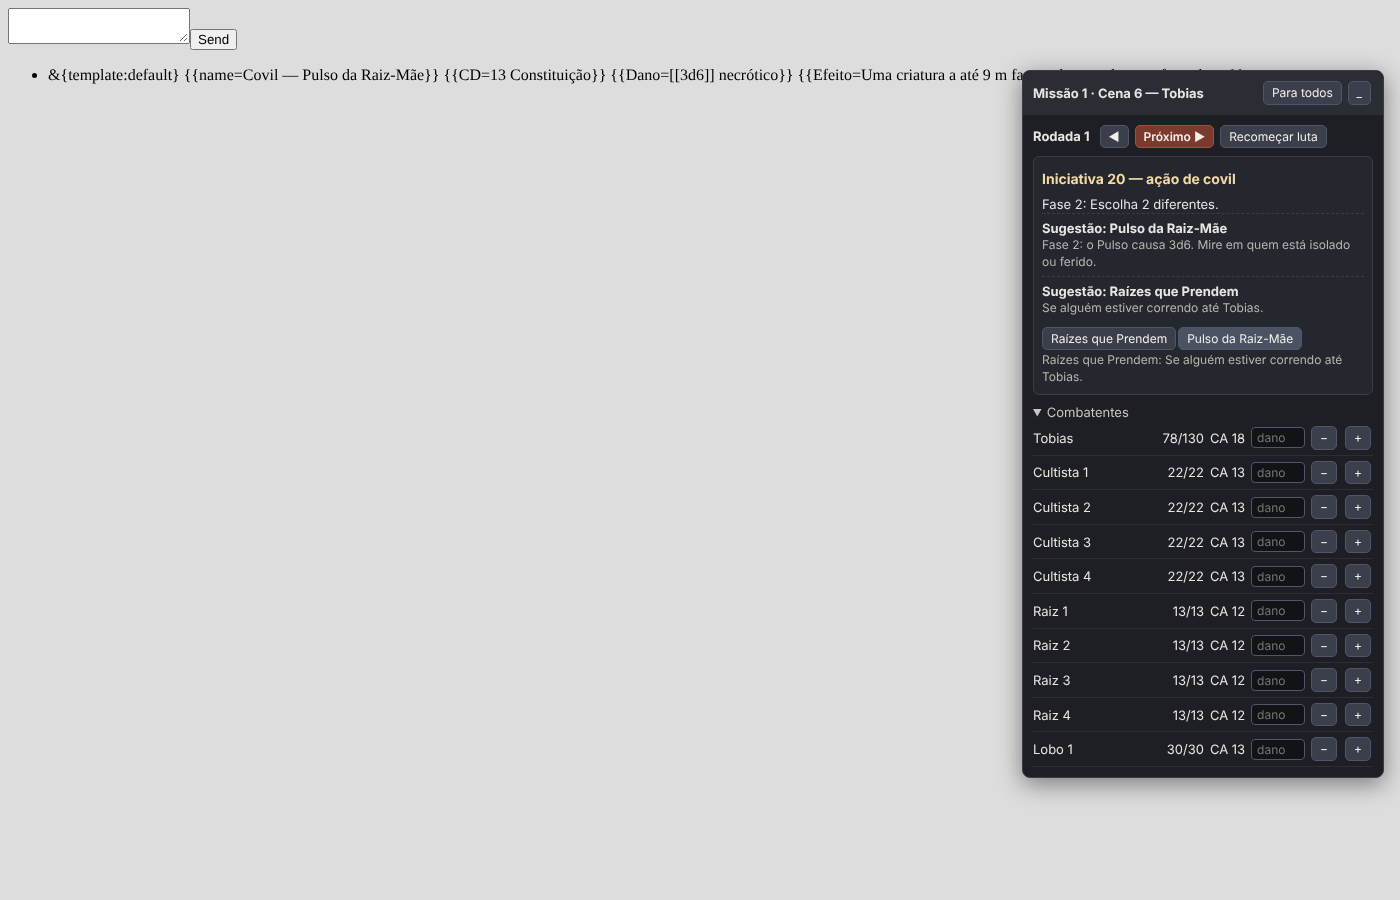 Send
&{template:default} {{name=Covil — Pulso da Raiz-Mãe}} {{CD=13 Constituição}} {{Dano=[[3d6]] necrótico}} {{Efeito=Uma criatura a até 9 m
Missão 1 · Cena 6 — Tobias
Para todos
_
Rodada 1
◀
Próximo ▶
Recomeçar luta
Iniciativa 20 — ação de covil
Fase 2: Escolha 2 diferentes.
Sugestão: Pulso da Raiz-Mãe
Fase 2: o Pulso causa 3d6. Mire em quem está isolado
ou ferido.
Sugestão: Raízes que Prendem
Se alguém estiver correndo até Tobias.
Raízes que Prendem Pulso da Raiz-Mãe
Raízes que Prendem: Se alguém estiver correndo até
Tobias.
▼ Combatentes
Tobias 78/130 CA 18 dano − +
Cultista 1 22/22 CA 13 dano − +
Cultista 2 22/22 CA 13 dano − +
Cultista 3 22/22 CA 13 dano − +
Cultista 4 22/22 CA 13 dano − +
Raiz 1 13/13 CA 12 dano − +
Raiz 2 13/13 CA 12 dano − +
Raiz 3 13/13 CA 12 dano − +
Raiz 4 13/13 CA 12 dano − +
Lobo 1 30/30 CA 13 dano − +